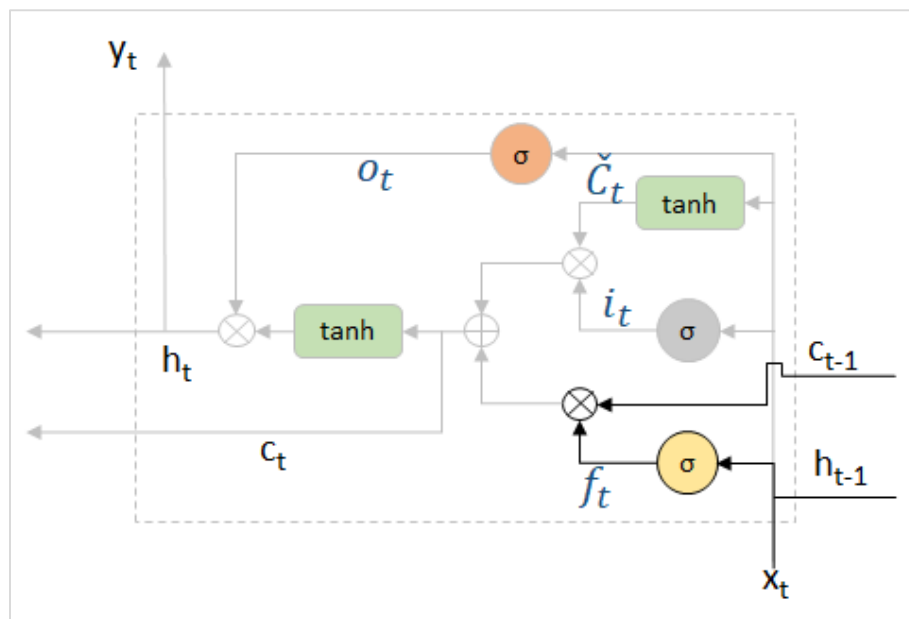 yₜ
σ
oₜ
Čₜ
tanh
iₜ
σ
tanh
hₜ
cₜ₋₁
cₜ
fₜ
σ
hₜ₋₁
xₜ